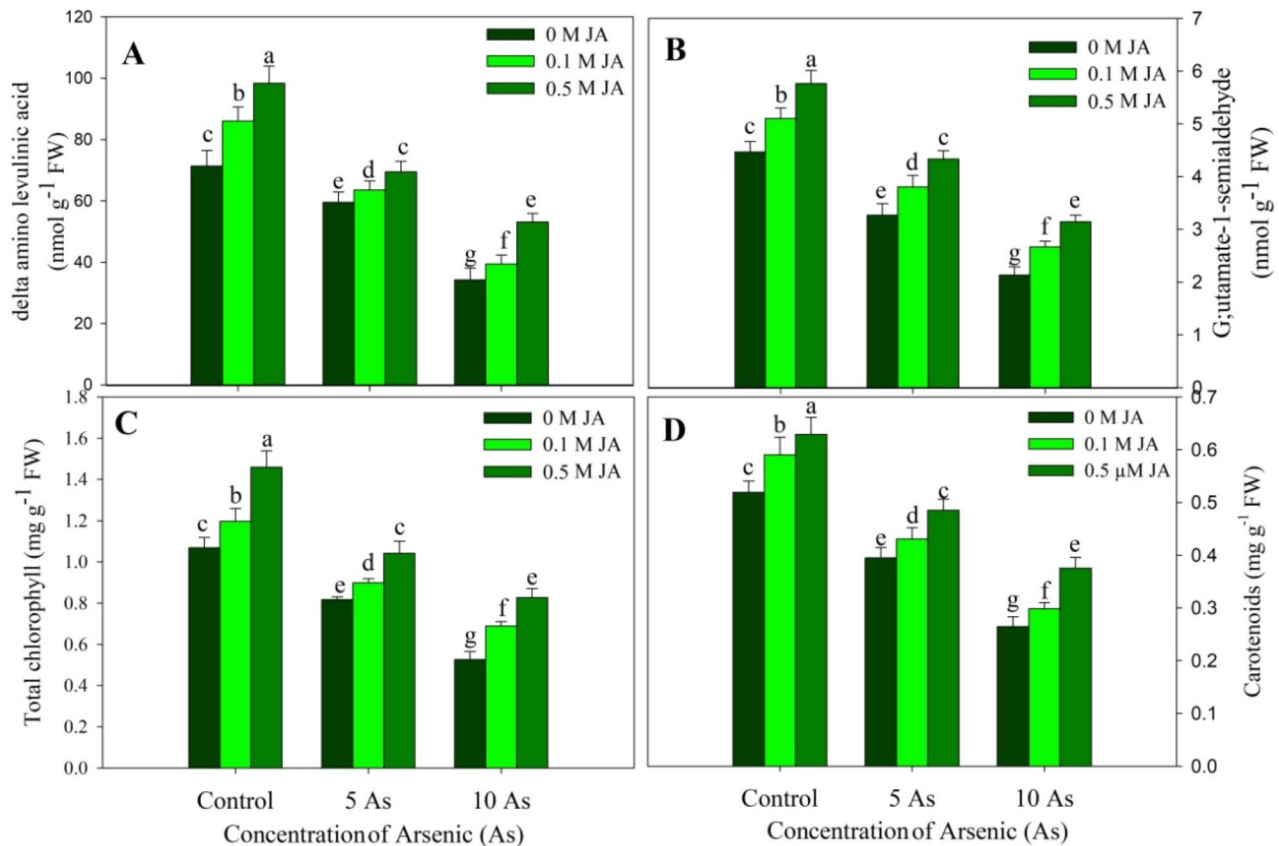 A
0 M JA
0.1 M JA
0.5 M JA
120
100
80
60
40
20
0
delta amino levulinic acid
(nmol g-1 FW)
c b a
e d c
g f e
B
0 M JA
0.1 M JA
0.5 M JA
7
6
5
4
3
2
1
0
G;utamate-1-semialdehyde
(nmol g-1 FW)
c b a
e d c
g f e
C
0 M JA
0.1 M JA
0.5 M JA
1.8
1.6
1.4
1.2
1.0
0.8
0.6
0.4
0.2
0.0
Total chlorophyll (mg g-1 FW)
c b a
e d c
g f e
Control 5 As 10 As
Concentration of Arsenic (As)
D
0 M JA
0.1 M JA
0.5 µM JA
0.7
0.6
0.5
0.4
0.3
0.2
0.1
0.0
Carotenoids (mg g-1 FW)
c b a
e d c
g f e
Control 5 As 10 As
Concentration of Arsenic (As)